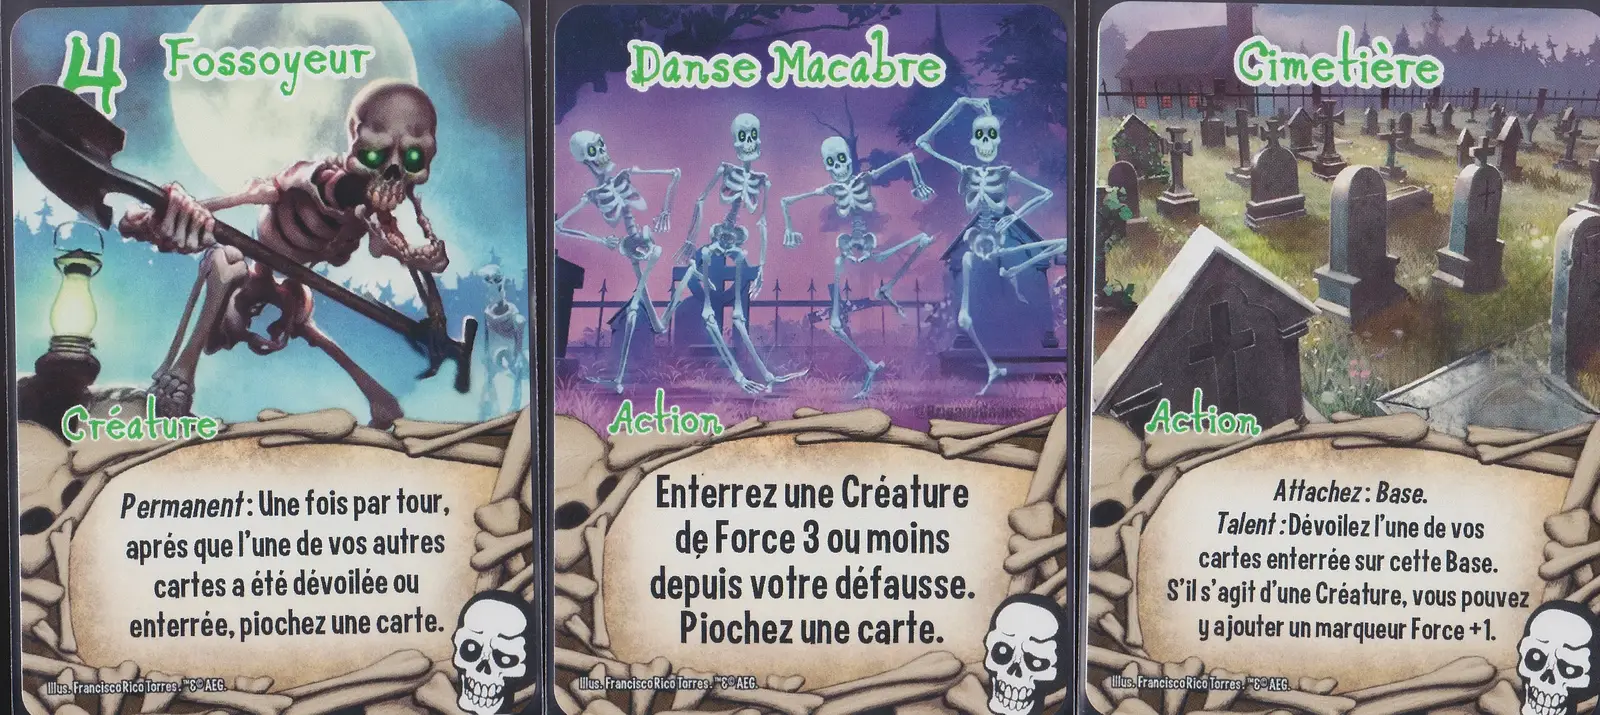 4 Fossoyeur
Créature
Permanent : Une fois par tour,
aprés que l'une de vos autres
cartes a été dévoilée ou
enterrée, piochez une carte.
Illus. Francisco Rico Torres. ™&© AEG.
Danse Macabre
Action
Enterrez une Créature
de Force 3 ou moins
depuis votre défausse.
Piochez une carte.
Illus. Francisco Rico Torres. ™&© AEG.
Cimetière
Action
Attachez : Base.
Talent : Dévoilez l'une de vos
cartes enterrée sur cette Base.
S'il s'agit d'une Créature, vous pouvez
y ajouter un marqueur Force +1.
Illus. Francisco Rico Torres. ™&© AEG.